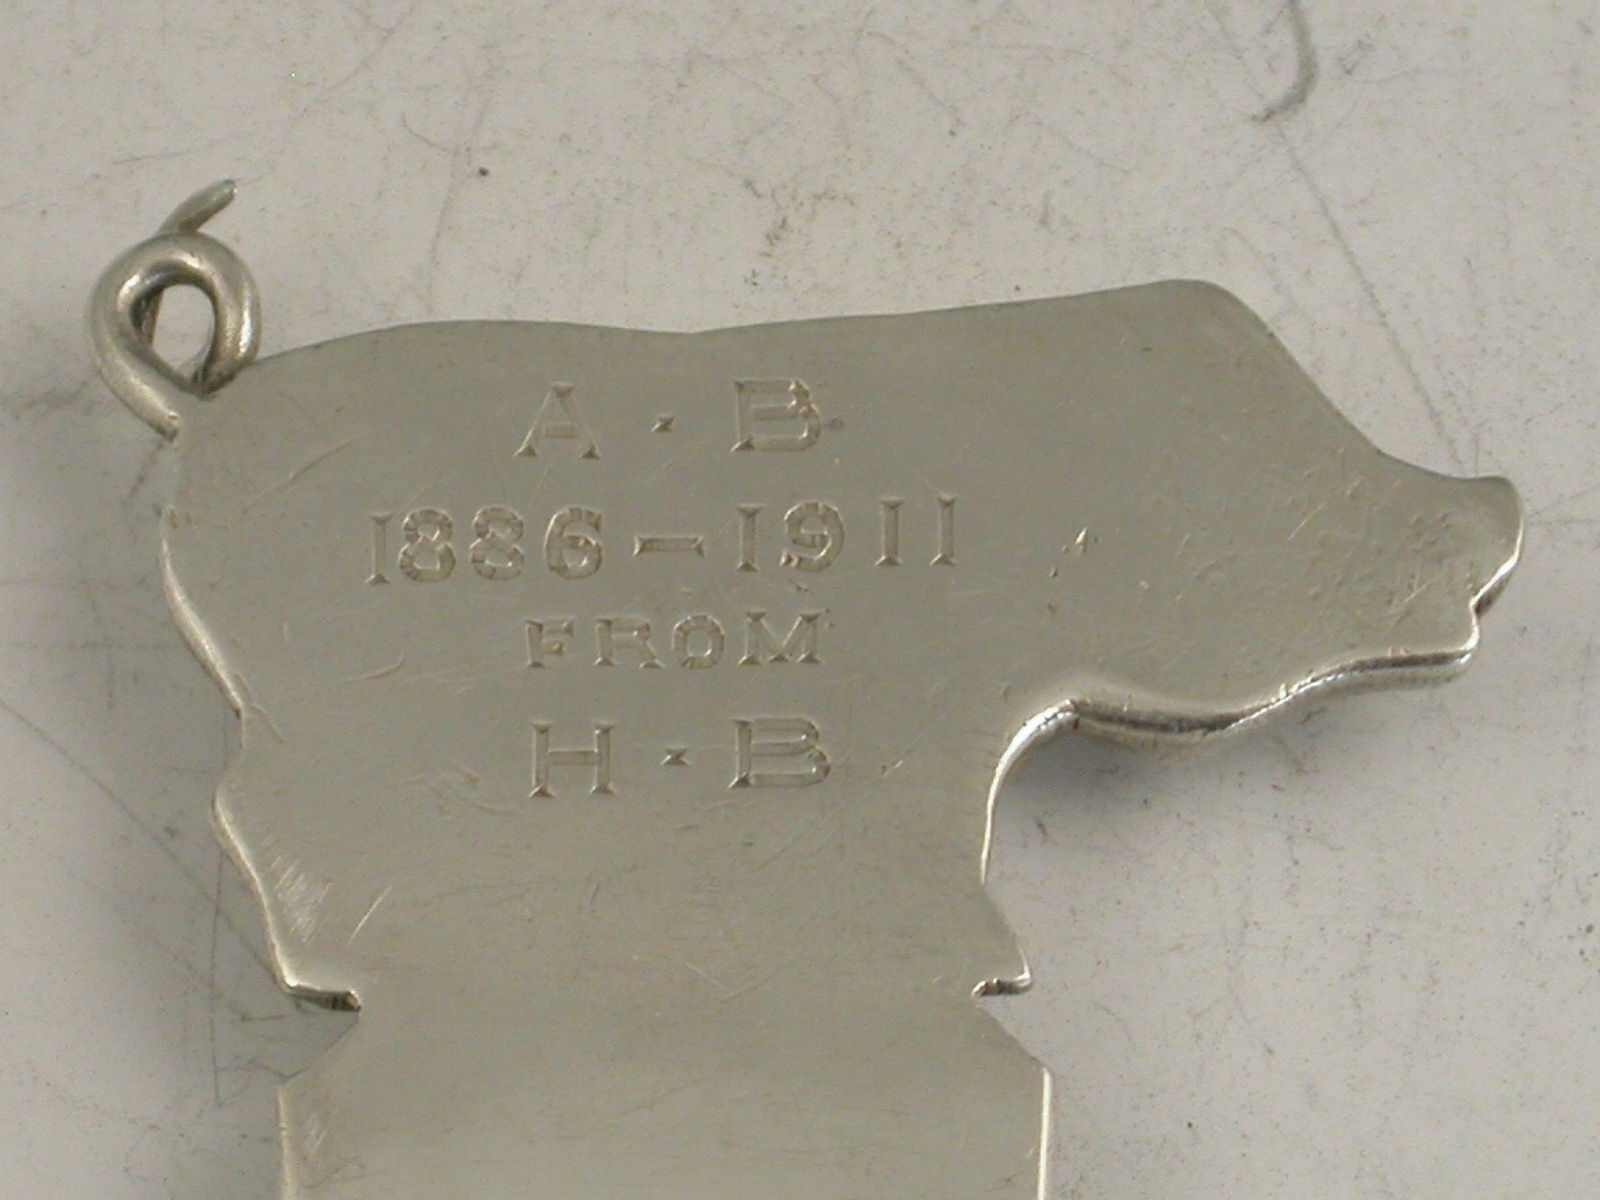 A · B
1886 - 1911
FROM
H · B